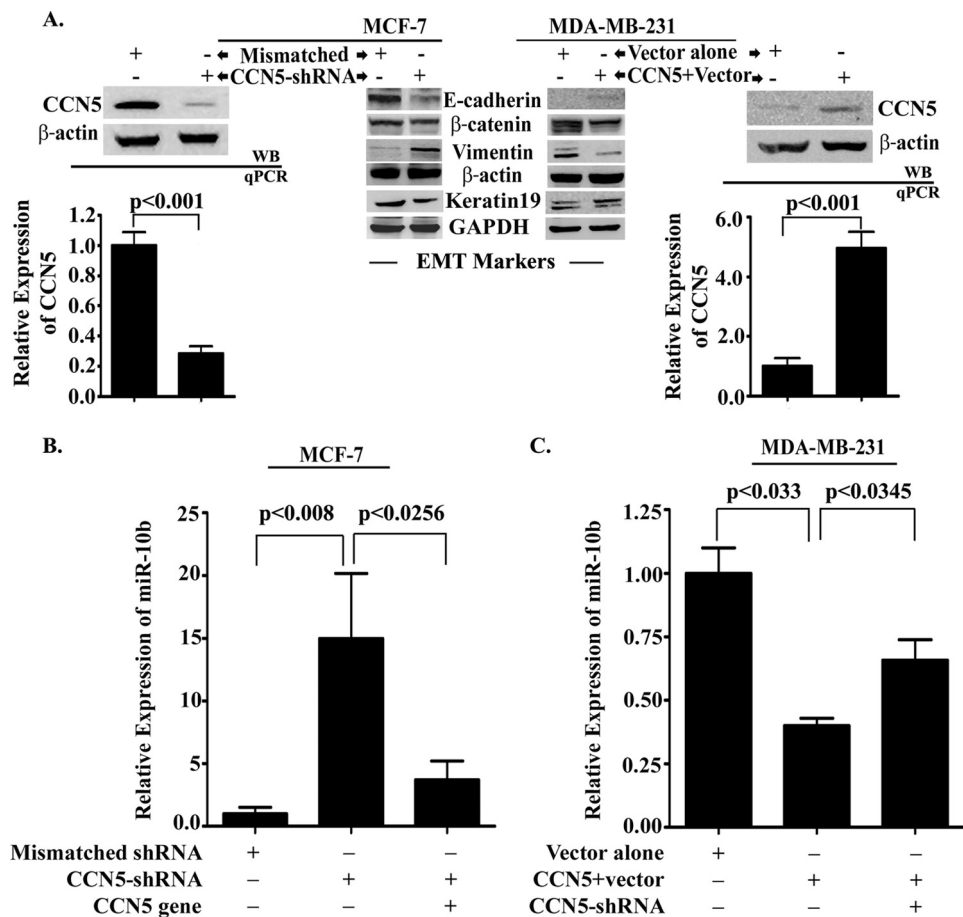 A.
MCF-7
MDA-MB-231
+ - Mismatched + -
- + CCN5-shRNA - +
+ - Vector alone + -
- + CCN5+Vector - +
CCN5
β-actin
WB
qPCR
E-cadherin
β-catenin
Vimentin
β-actin
Keratin19
GAPDH
EMT Markers
CCN5
β-actin
WB
qPCR
p<0.001
Relative Expression
of CCN5
1.2
1.0
0.8
0.6
0.4
0.2
0.0
p<0.001
Relative Expression
of CCN5
6.0
4.0
2.0
0.0
B.
MCF-7
p<0.008
p<0.0256
Relative Expression of miR-10b
25
20
15
10
5
0.0
Mismatched shRNA + – –
CCN5-shRNA – + +
CCN5 gene – – +
C.
MDA-MB-231
p<0.033
p<0.0345
Relative Expression of miR-10b
1.25
1.00
0.75
0.50
0.25
0.00
Vector alone + – –
CCN5+vector – + +
CCN5-shRNA – – +